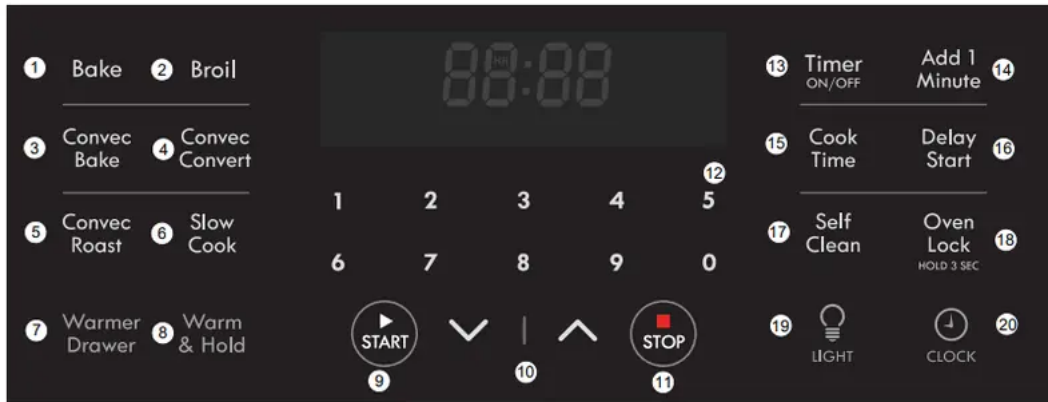 1 Bake 2 Broil
3 Convec Bake 4 Convec Convert
5 Convec Roast 6 Slow Cook
7 Warmer Drawer 8 Warm & Hold
88:88
HR
12
1 2 3 4 5
6 7 8 9 0
START
STOP
9 10 11
13 Timer ON/OFF Add 1 Minute 14
15 Cook Time Delay Start 16
17 Self Clean Oven Lock HOLD 3 SEC 18
19 LIGHT CLOCK 20